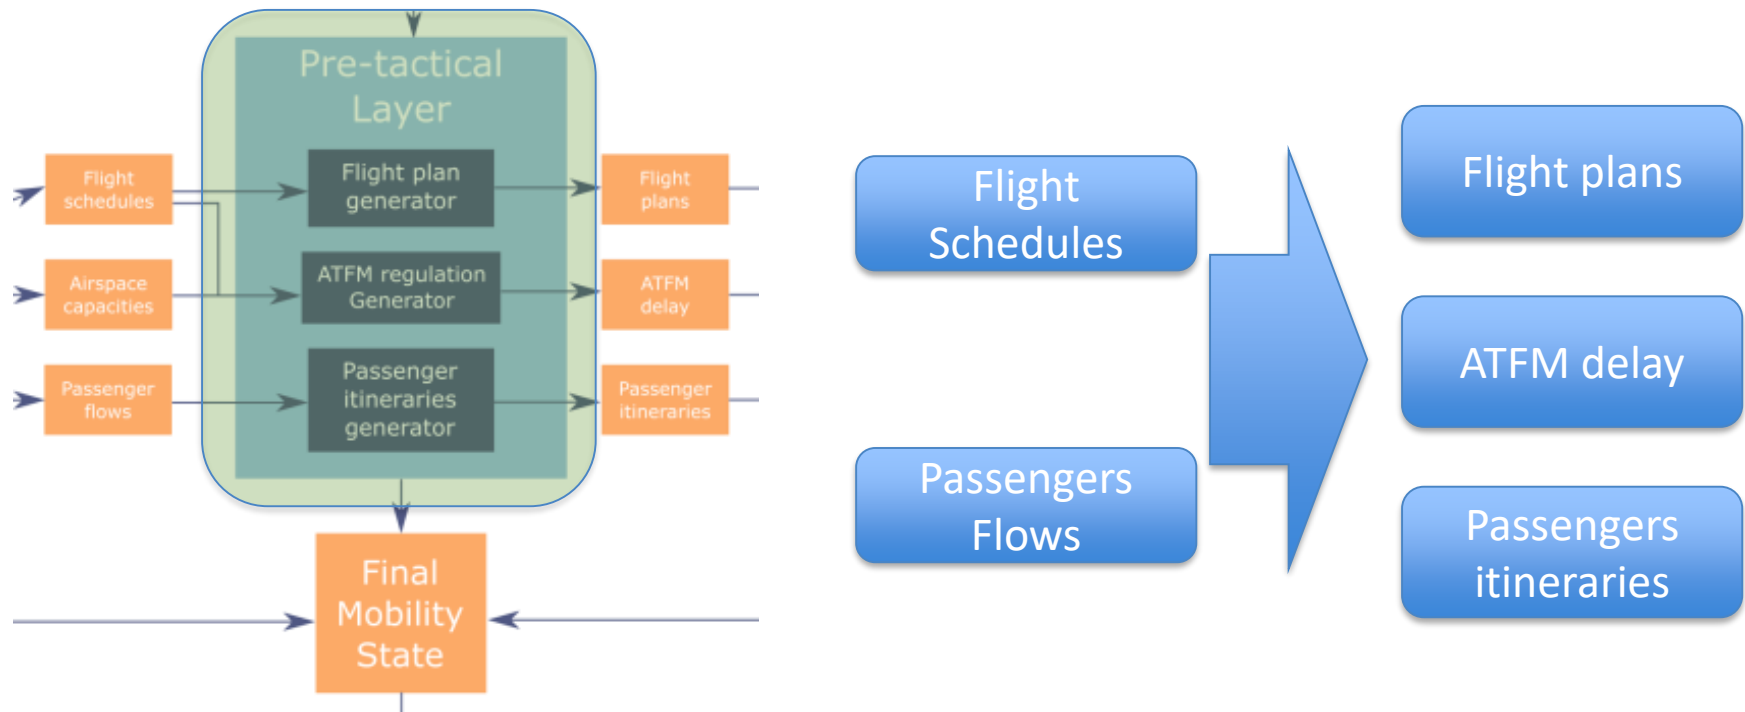 Pre-tactical
Layer
Flight
schedules
Flight plan
generator
Flight
plans
Airspace
capacities
ATFM regulation
Generator
ATFM
delay
Passenger
flows
Passenger
itineraries
generator
Passenger
itineraries
Final
Mobility
State
Flight
Schedules
Passengers
Flows
Flight plans
ATFM delay
Passengers
itineraries